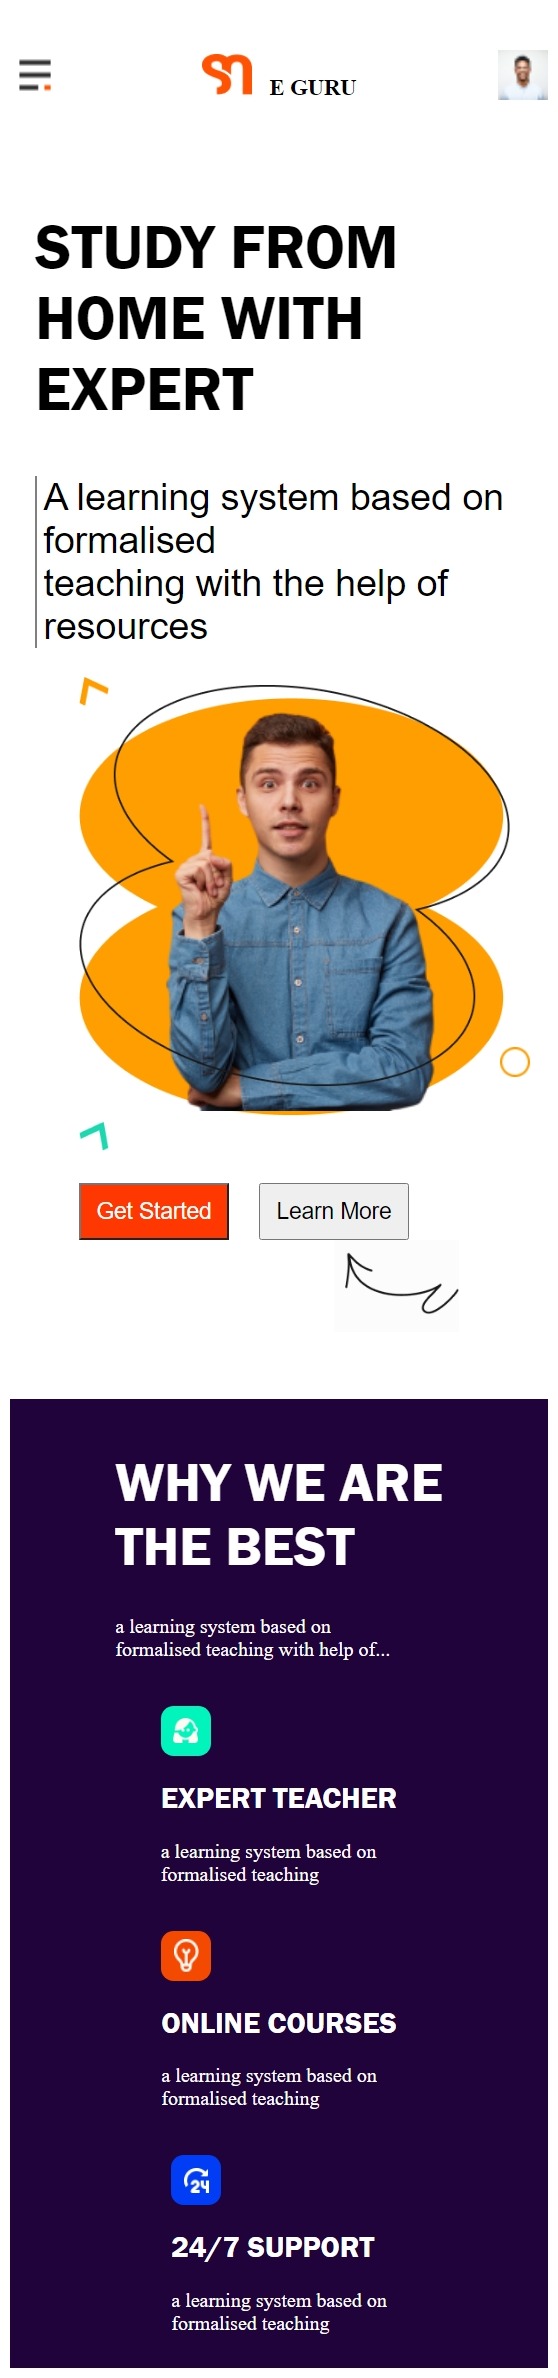 sn E GURU
STUDY FROM
HOME WITH
EXPERT
A learning system based on
formalised
teaching with the help of
resources
Get Started Learn More
WHY WE ARE
THE BEST
a learning system based on
formalised teaching with help of...
EXPERT TEACHER
a learning system based on
formalised teaching
ONLINE COURSES
a learning system based on
formalised teaching
24
24/7 SUPPORT
a learning system based on
formalised teaching